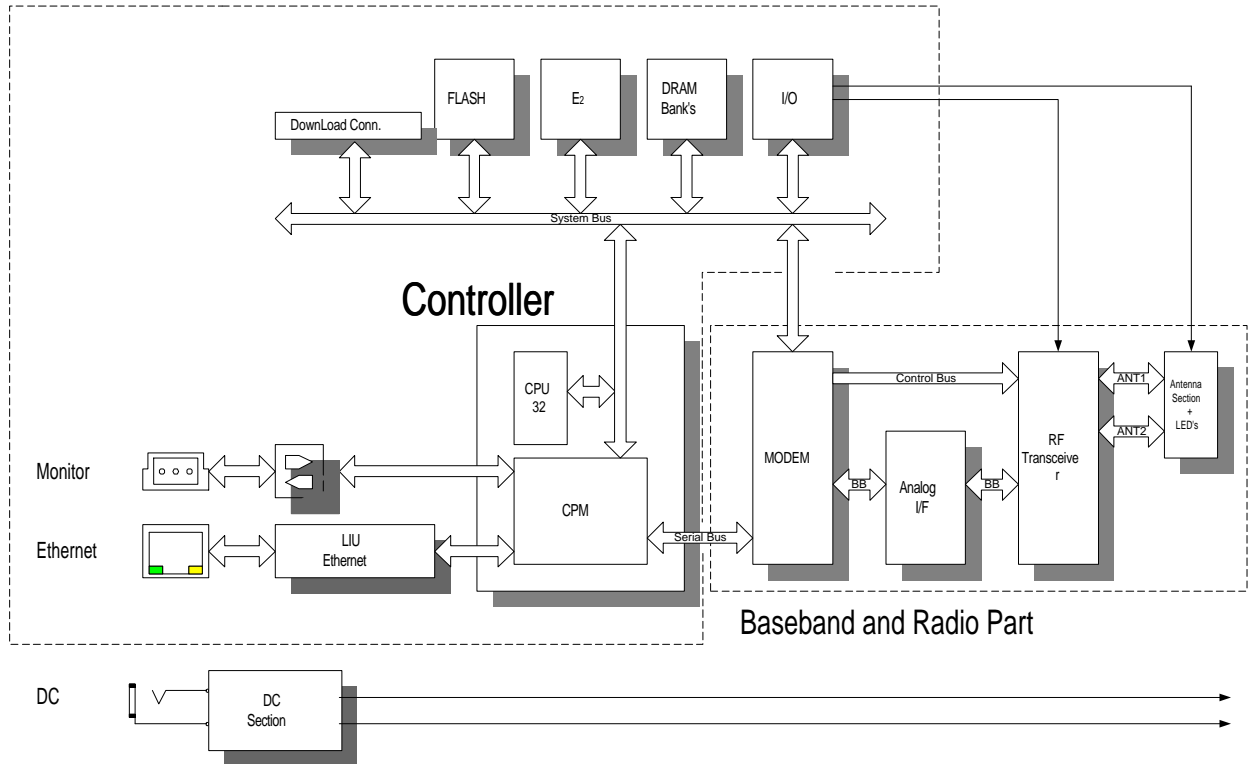 FLASH
E2
DRAM
Bank's
I/O
DownLoad Conn.
System Bus
Controller
CPU
32
MODEM
Control Bus
RF
Transceive
r
ANT1
ANT2
Antenna
Section
+
LED's
Monitor
CPM
BB
Analog
I/F
BB
Ethernet
LIU
Ethernet
Serial Bus
Baseband and Radio Part
DC
DC
Section